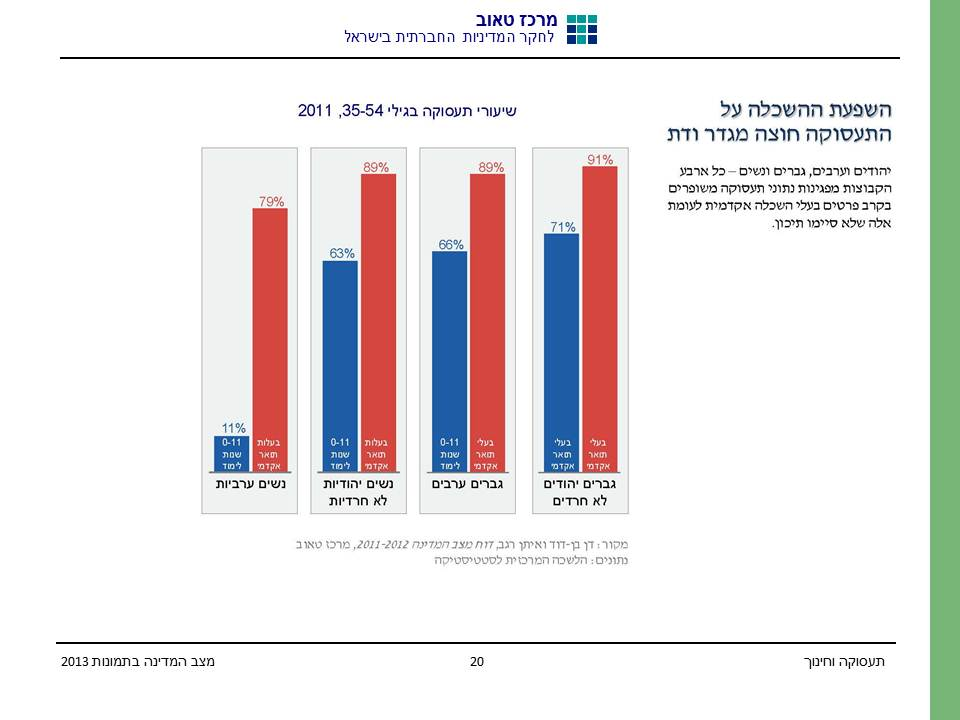 מרכז טאוב
לחקר המדיניות החברתית בישראל
השפעת ההשכלה על
התעסוקה חוצה מגדר ודת
יהודים וערבים, גברים ונשים – כל ארבע
הקבוצות מפגינות נתוני תעסוקה משופרים
בקרב פרטים בעלי השכלה אקדמית לעומת
אלה שלא סיימו תיכון.
שיעורי תעסוקה בגילי 35-54, 2011
91%
71%
בעלי
תואר
אקדמי
בעלי
תואר
אקדמי
גברים יהודים
לא חרדים
89%
66%
בעלי
תואר
אקדמי
0-11
שנות
לימוד
גברים ערבים
89%
63%
בעלות
תואר
אקדמי
0-11
שנות
לימוד
נשים יהודיות
לא חרדיות
79%
11%
בעלות
תואר
אקדמי
0-11
שנות
לימוד
נשים ערביות
מקור: דן בן-דוד ואיתן רגב, דוח מצב המדינה 2011-2012, מרכז טאוב
נתונים: הלשכה המרכזית לסטטיסטיקה
תעסוקה וחינוך
20
מצב המדינה בתמונות 2013